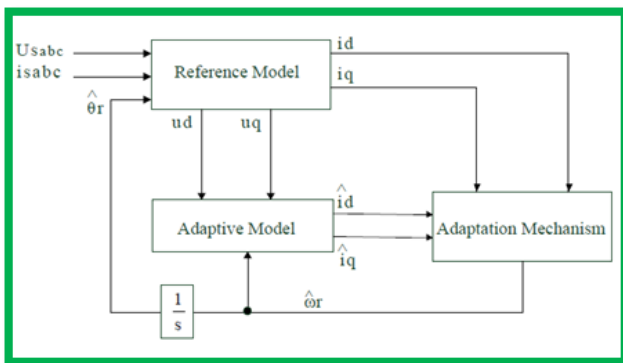 Usabc
isabc
θ̂r
Reference Model
id
iq
ud
uq
Adaptive Model
îd
îq
Adaptation Mechanism
1
s
ω̂r